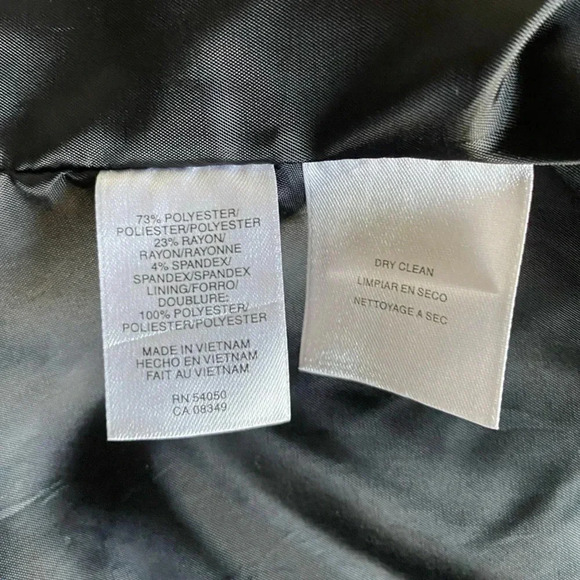 73% POLYESTER/
POLIESTER/POLYESTER
23% RAYON/
RAYON/RAYONNE
4% SPANDEX/
SPANDEX/SPANDEX
LINING/FORRO/
DOUBLURE:
100% POLYESTER/
POLIESTER/POLYESTER
MADE IN VIETNAM
HECHO EN VIETNAM
FAIT AU VIETNAM
RN 54050
CA 08349
DRY CLEAN
LIMPIAR EN SECO
NETTOYAGE A SEC